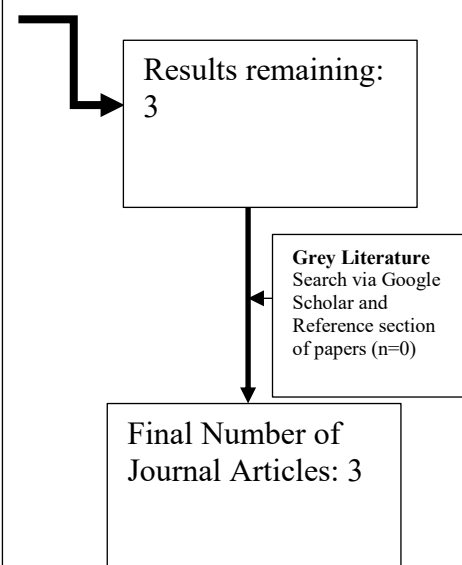 Results remaining:
3
Grey Literature
Search via Google
Scholar and
Reference section
of papers (n=0)
Final Number of
Journal Articles: 3